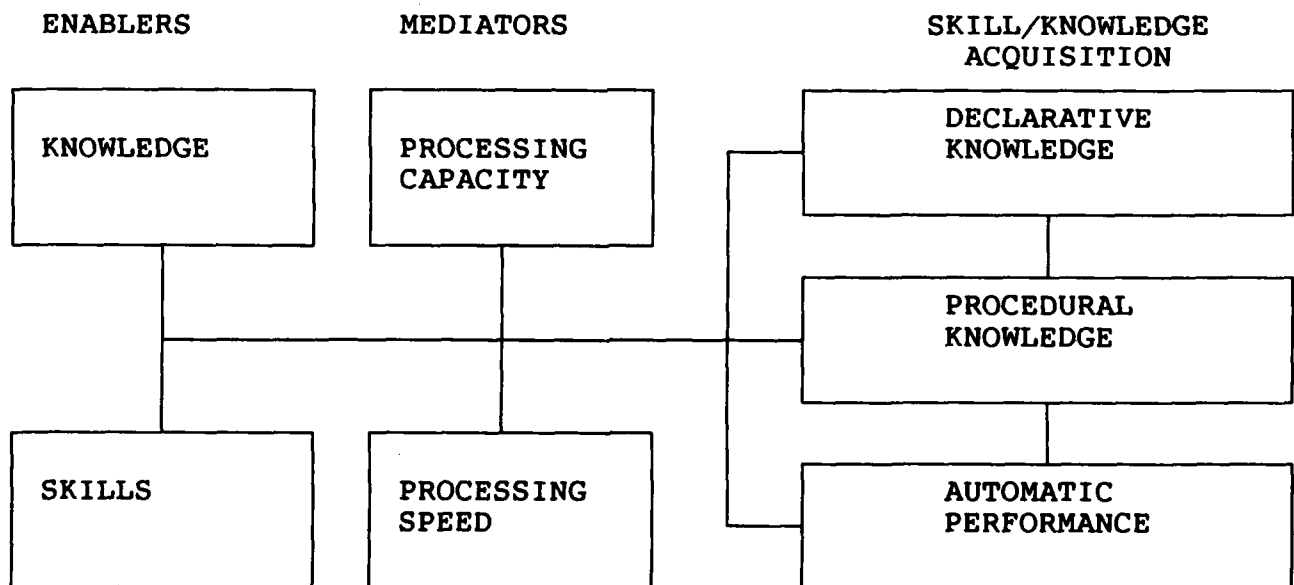 ENABLERS
MEDIATORS
SKILL/KNOWLEDGE
ACQUISITION
KNOWLEDGE
PROCESSING
CAPACITY
DECLARATIVE
KNOWLEDGE
PROCEDURAL
KNOWLEDGE
SKILLS
PROCESSING
SPEED
AUTOMATIC
PERFORMANCE